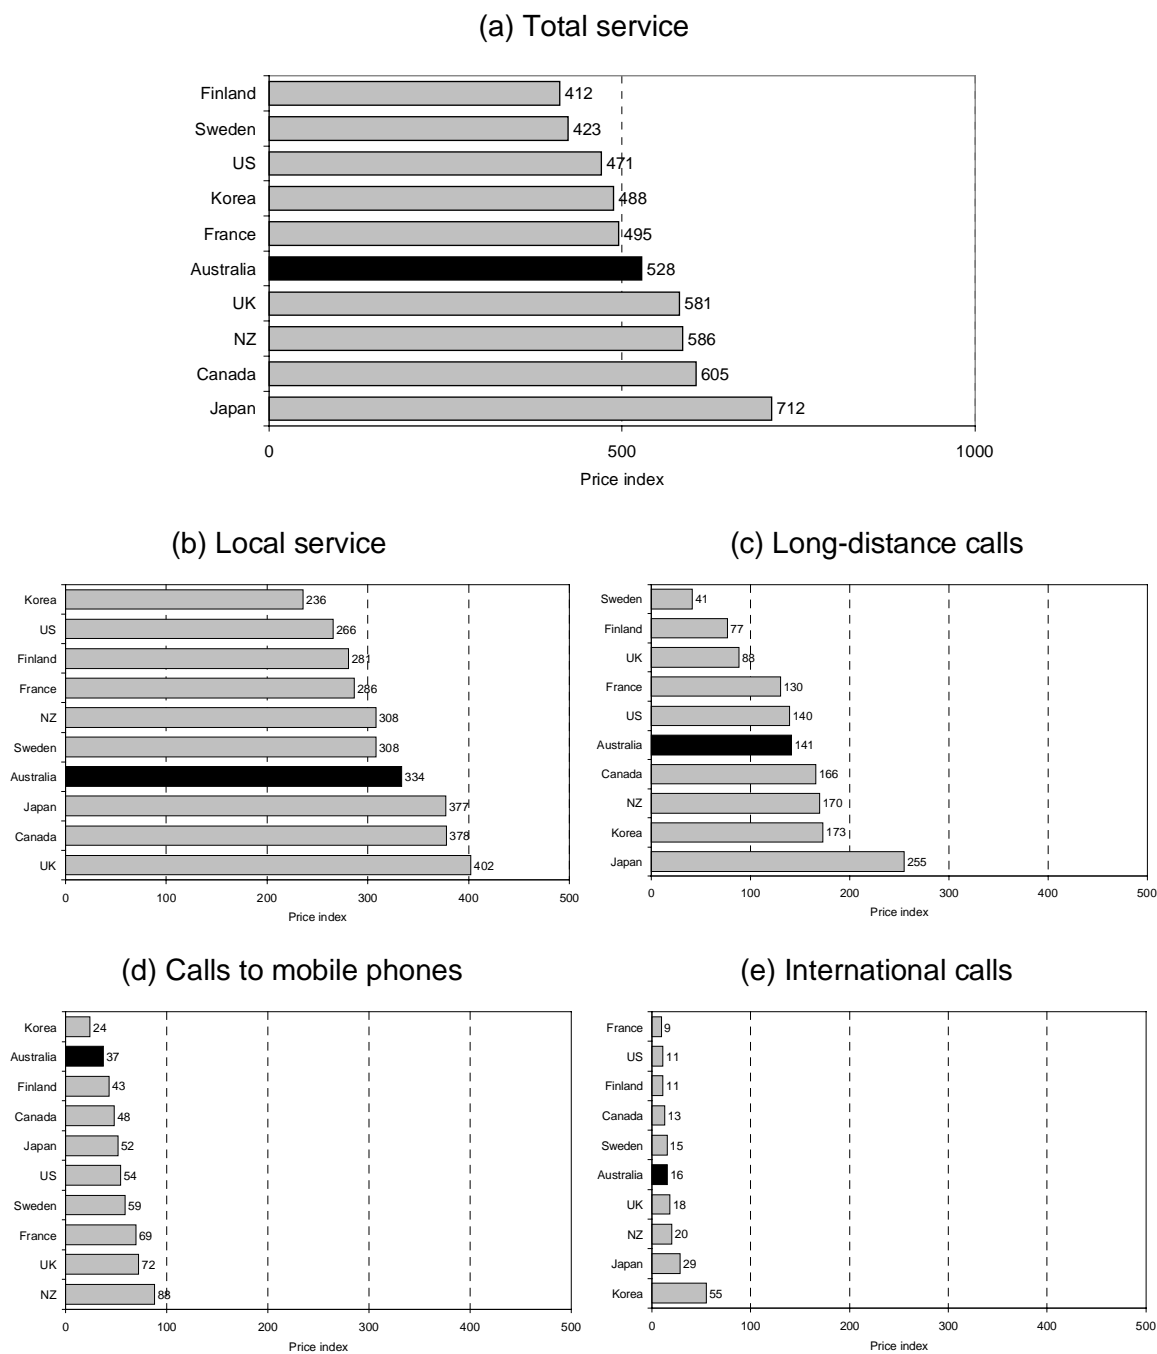 (a) Total service
Finland 412
Sweden 423
US 471
Korea 488
France 495
Australia 528
UK 581
NZ 586
Canada 605
Japan 712
0 500 1000
Price index
(b) Local service
Korea 236
US 266
Finland 281
France 286
NZ 308
Sweden 308
Australia 334
Japan 377
Canada 378
UK 402
0 100 200 300 400 500
Price index
(c) Long-distance calls
Sweden 41
Finland 77
UK 88
France 130
US 140
Australia 141
Canada 166
NZ 170
Korea 173
Japan 255
0 100 200 300 400 500
Price index
(d) Calls to mobile phones
Korea 24
Australia 37
Finland 43
Canada 48
Japan 52
US 54
Sweden 59
France 69
UK 72
NZ 88
0 100 200 300 400 500
Price index
(e) International calls
France 9
US 11
Finland 11
Canada 13
Sweden 15
Australia 16
UK 18
NZ 20
Japan 29
Korea 55
0 100 200 300 400 500
Price index